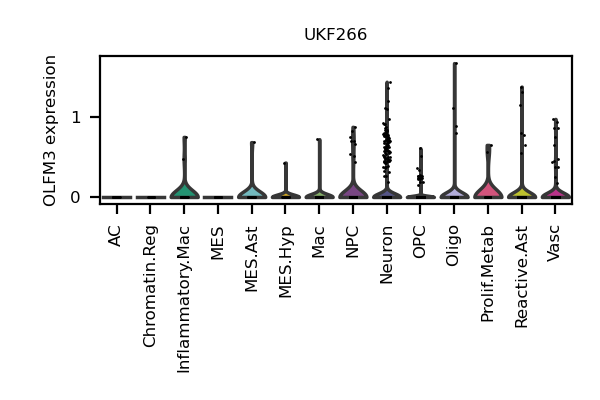 UKF266
OLFM3 expression
1
0
AC
Chromatin.Reg
Inflammatory.Mac
MES
MES.Ast
MES.Hyp
Mac
NPC
Neuron
OPC
Oligo
Prolif.Metab
Reactive.Ast
Vasc